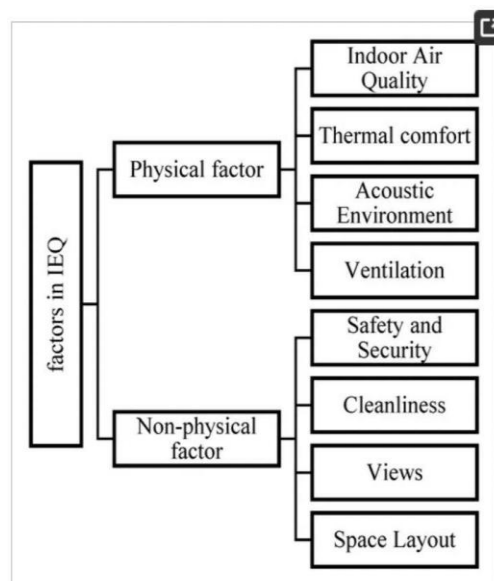 factors in IEQ
Physical factor
Indoor Air
Quality
Thermal comfort
Acoustic
Environment
Ventilation
Non-physical
factor
Safety and
Security
Cleanliness
Views
Space Layout